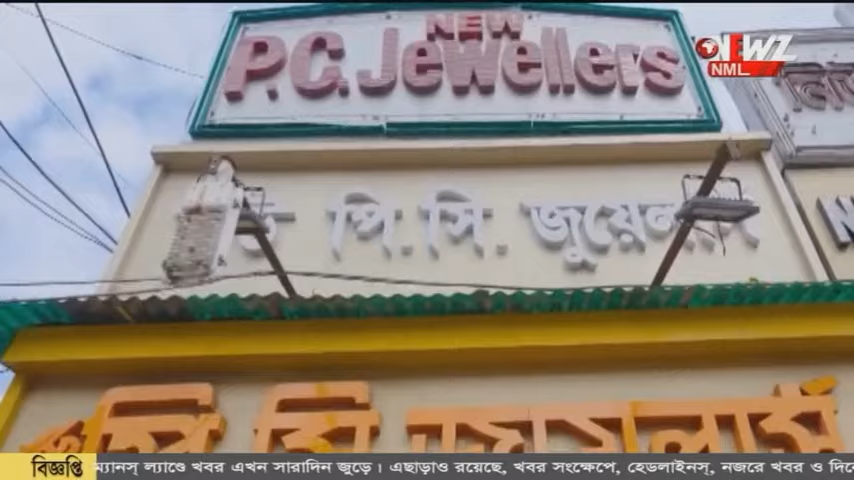 NEW
P.C. Jewellers
NEWZ
NML
পি. সি. জুয়েলার্স
পি সি জুয়েলার্স
বিজ্ঞপ্তি
ম্যানস্ ল্যাণ্ডে খবর এখন সারাদিন জুড়ে। এছাড়াও রয়েছে, খবর সংক্ষেপে, হেডলাইনস্, নজরে খবর ও দিনে